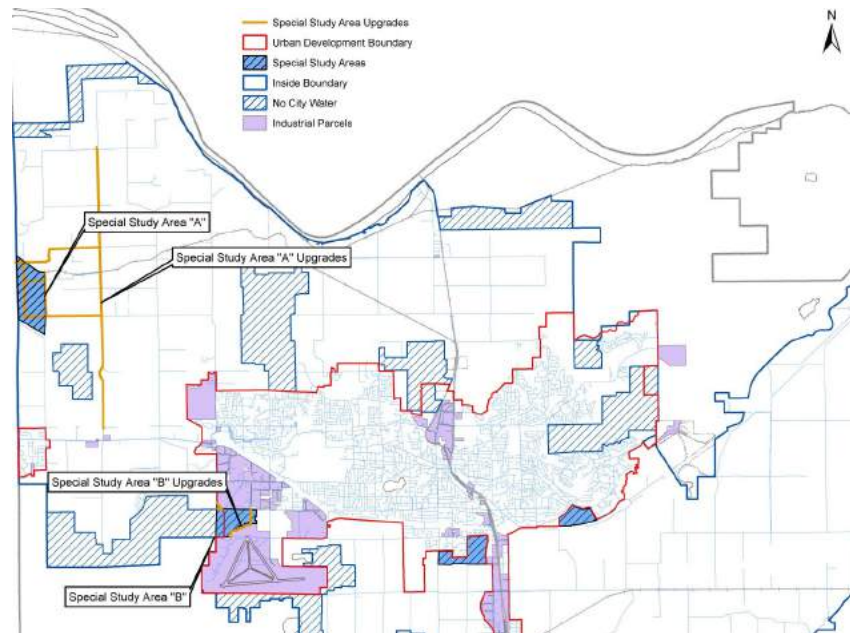 N
Special Study Area Upgrades
Urban Development Boundary
Special Study Areas
Inside Boundary
No City Water
Industrial Parcels
Special Study Area "A"
Special Study Area "A" Upgrades
Special Study Area "B" Upgrades
Special Study Area "B"